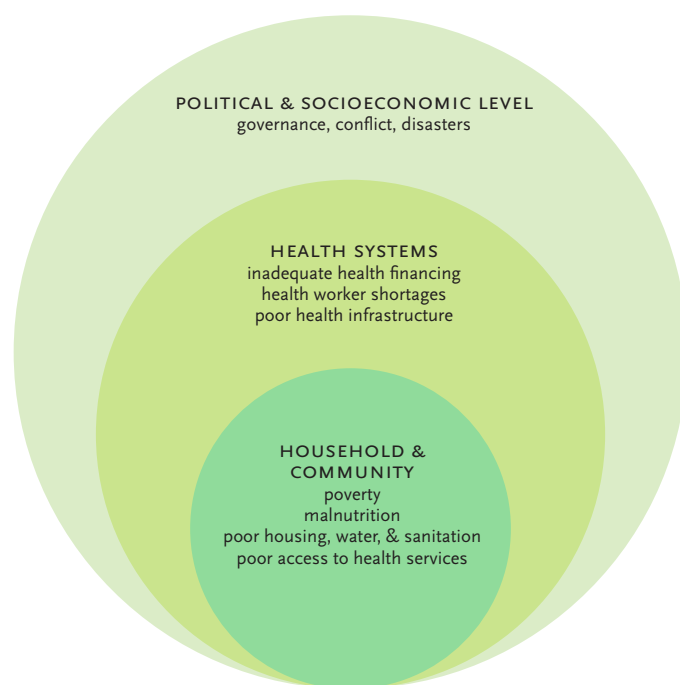 POLITICAL & SOCIOECONOMIC LEVEL
governance, conflict, disasters
HEALTH SYSTEMS
inadequate health financing
health worker shortages
poor health infrastructure
HOUSEHOLD &
COMMUNITY
poverty
malnutrition
poor housing, water, & sanitation
poor access to health services